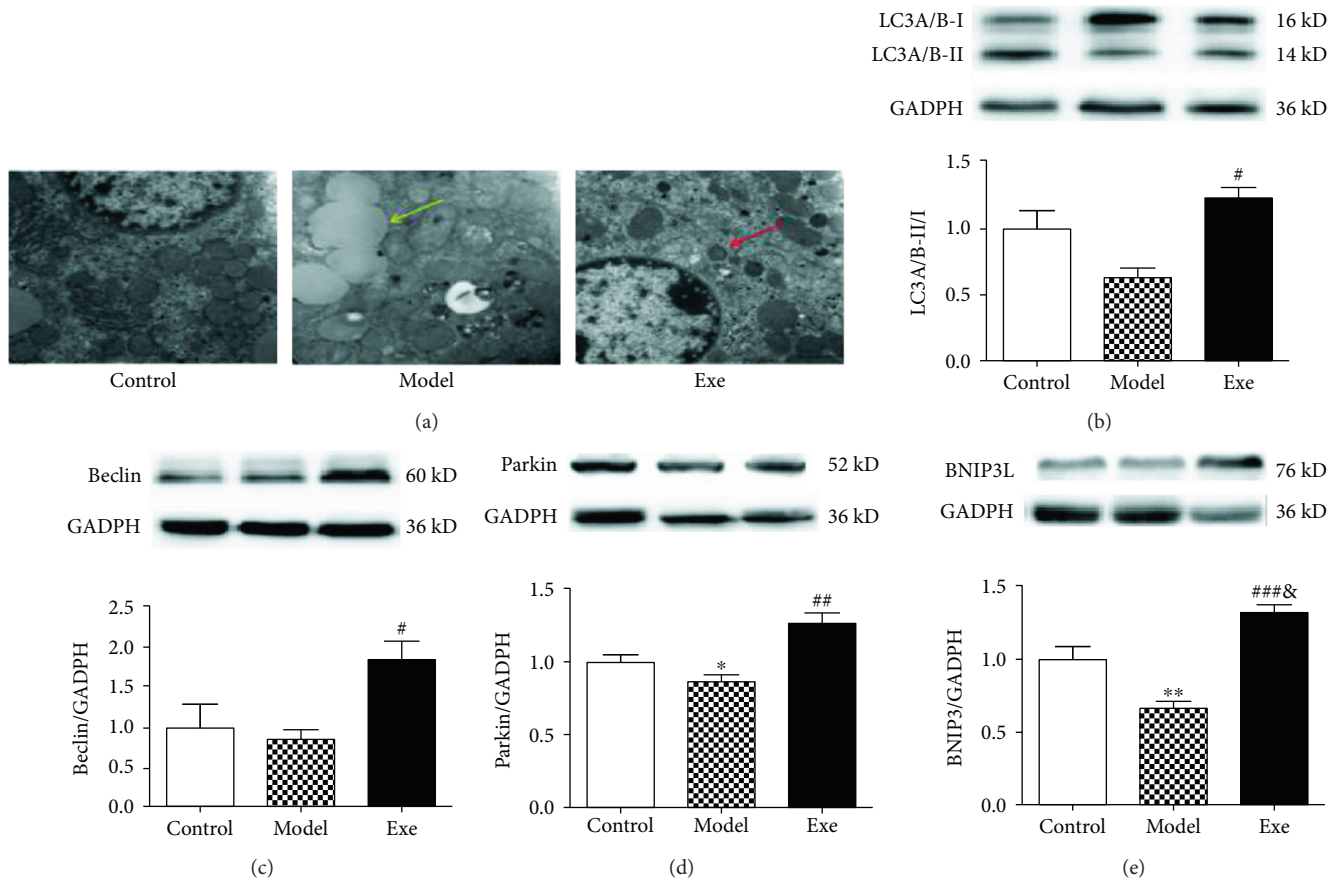 LC3A/B-I 16 kD
LC3A/B-II 14 kD
GADPH 36 kD
Control Model Exe
(a)
1.5
1.0
0.5
0.0
LC3A/B-II/I
#
Control Model Exe
(b)
Beclin 60 kD
GADPH 36 kD
2.5
2.0
1.5
1.0
0.5
0.0
Beclin/GADPH
#
Control Model Exe
(c)
Parkin 52 kD
GADPH 36 kD
1.5
1.0
0.5
0.0
Parkin/GADPH
*
##
Control Model Exe
(d)
BNIP3L 76 kD
GADPH 36 kD
1.5
1.0
0.5
0.0
BNIP3/GADPH
**
###&
Control Model Exe
(e)